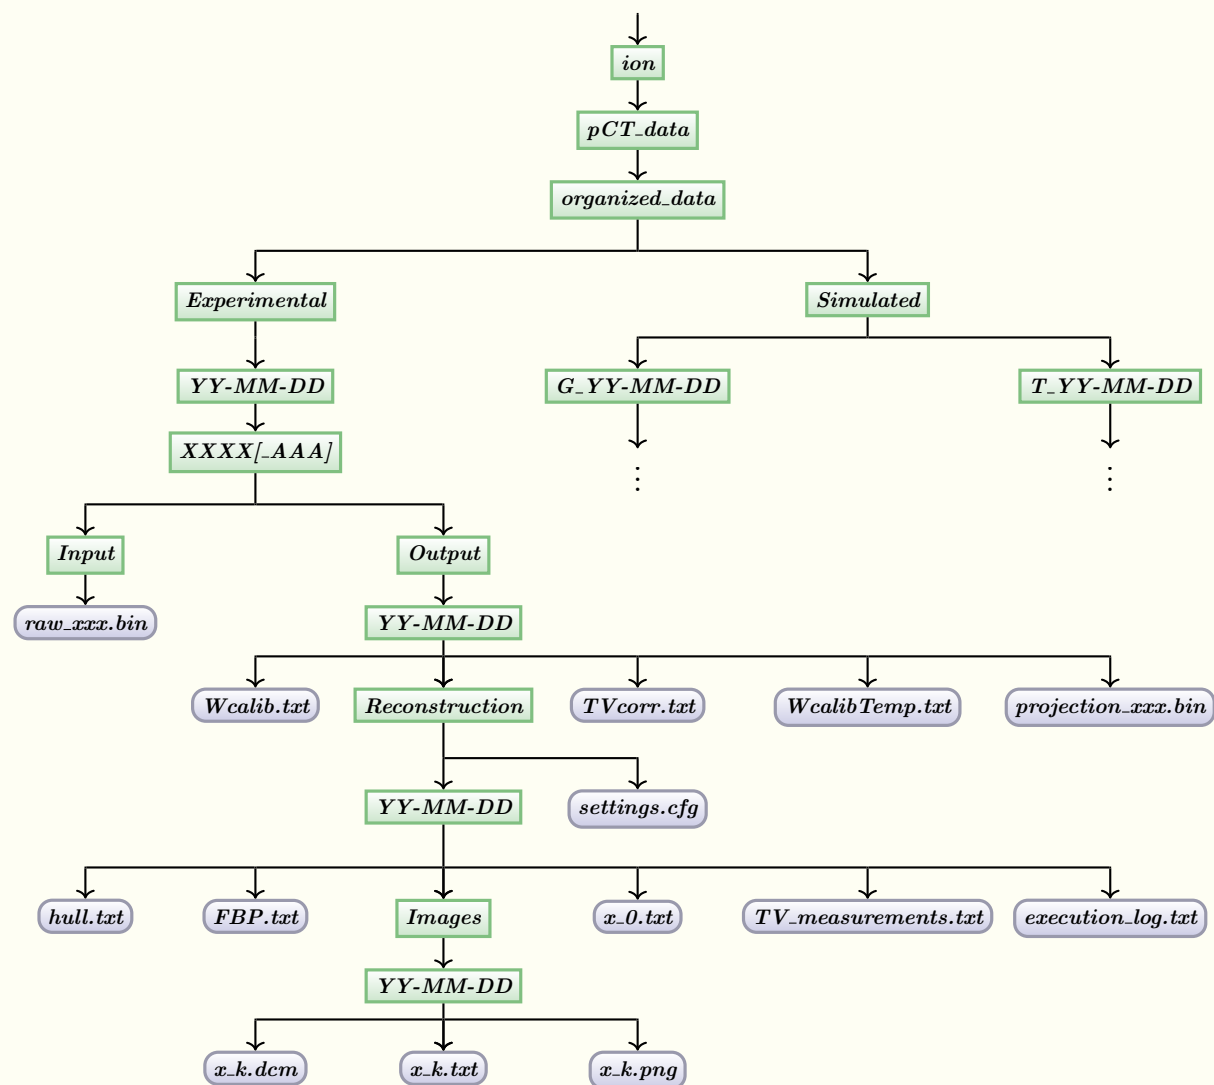 ion
pCT_data
organized_data
Experimental
Simulated
YY-MM-DD
G_YY-MM-DD
T_YY-MM-DD
XXXX[_AAA]
⋮
⋮
Input
Output
raw_xxx.bin
YY-MM-DD
Wcalib.txt
Reconstruction
TVcorr.txt
WcalibTemp.txt
projection_xxx.bin
YY-MM-DD
settings.cfg
hull.txt
FBP.txt
Images
x_0.txt
TV_measurements.txt
execution_log.txt
YY-MM-DD
x_k.dcm
x_k.txt
x_k.png